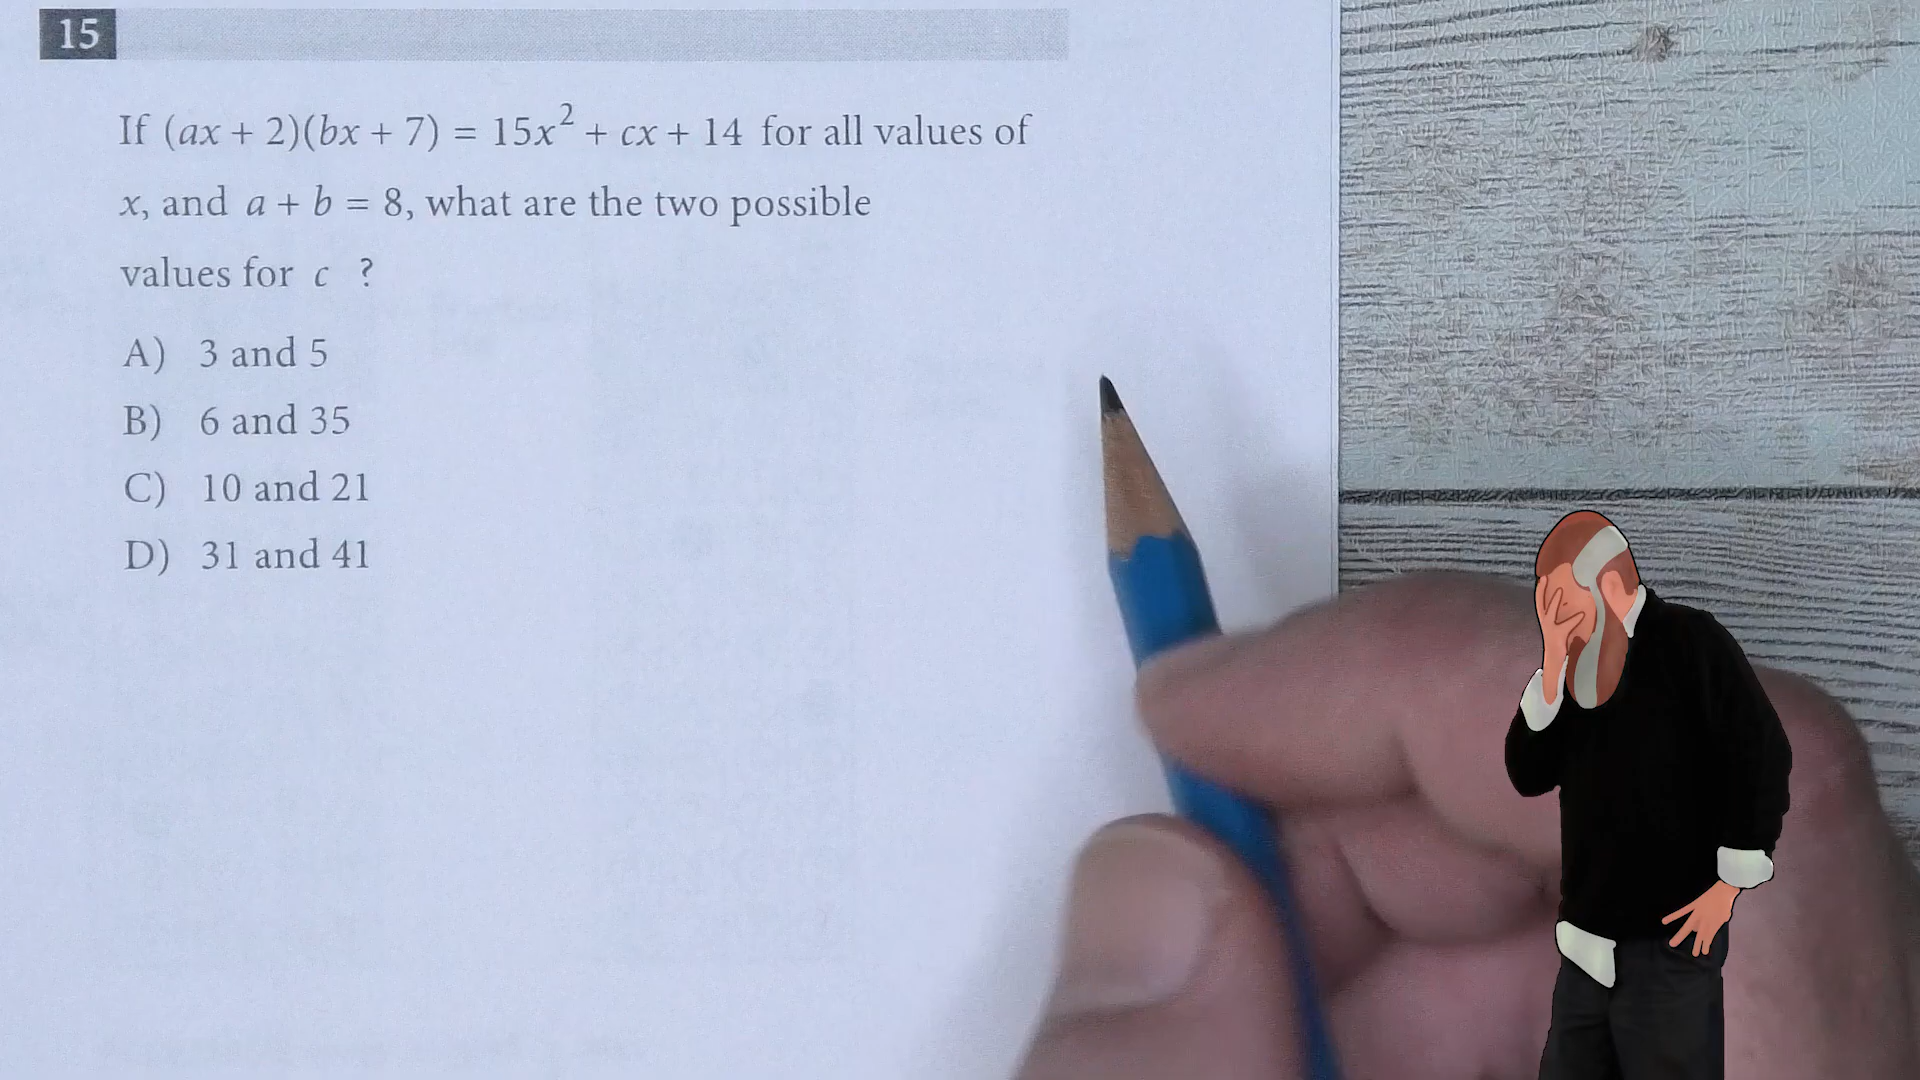 15
If (ax + 2)(bx + 7) = 15x² + cx + 14 for all values of
x, and a + b = 8, what are the two possible
values for c ?
A) 3 and 5
B) 6 and 35
C) 10 and 21
D) 31 and 41